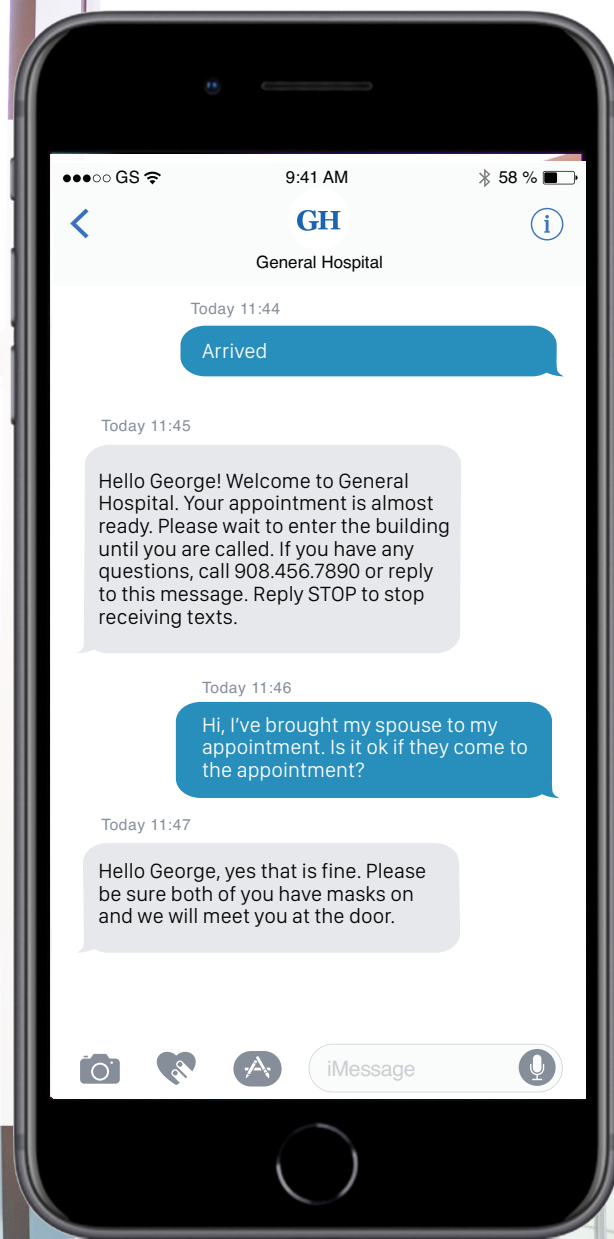 GS 9:41 AM 58 %
GH
General Hospital
Today 11:44
Arrived
Today 11:45
Hello George! Welcome to General
Hospital. Your appointment is almost
ready. Please wait to enter the building
until you are called. If you have any
questions, call 908.456.7890 or reply
to this message. Reply STOP to stop
receiving texts.
Today 11:46
Hi, I’ve brought my spouse to my
appointment. Is it ok if they come to
the appointment?
Today 11:47
Hello George, yes that is fine. Please
be sure both of you have masks on
and we will meet you at the door.
iMessage